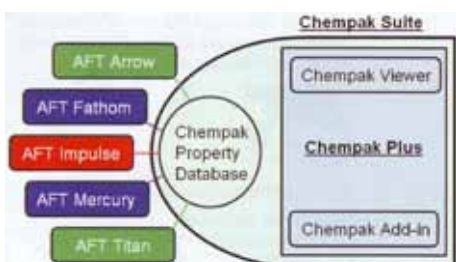 Chempak Suite
AFT Arrow
AFT Fathom
AFT Impulse
AFT Mercury
AFT Titan
Chempak
Property
Database
Chempak Viewer
Chempak Plus
Chempak Add-in